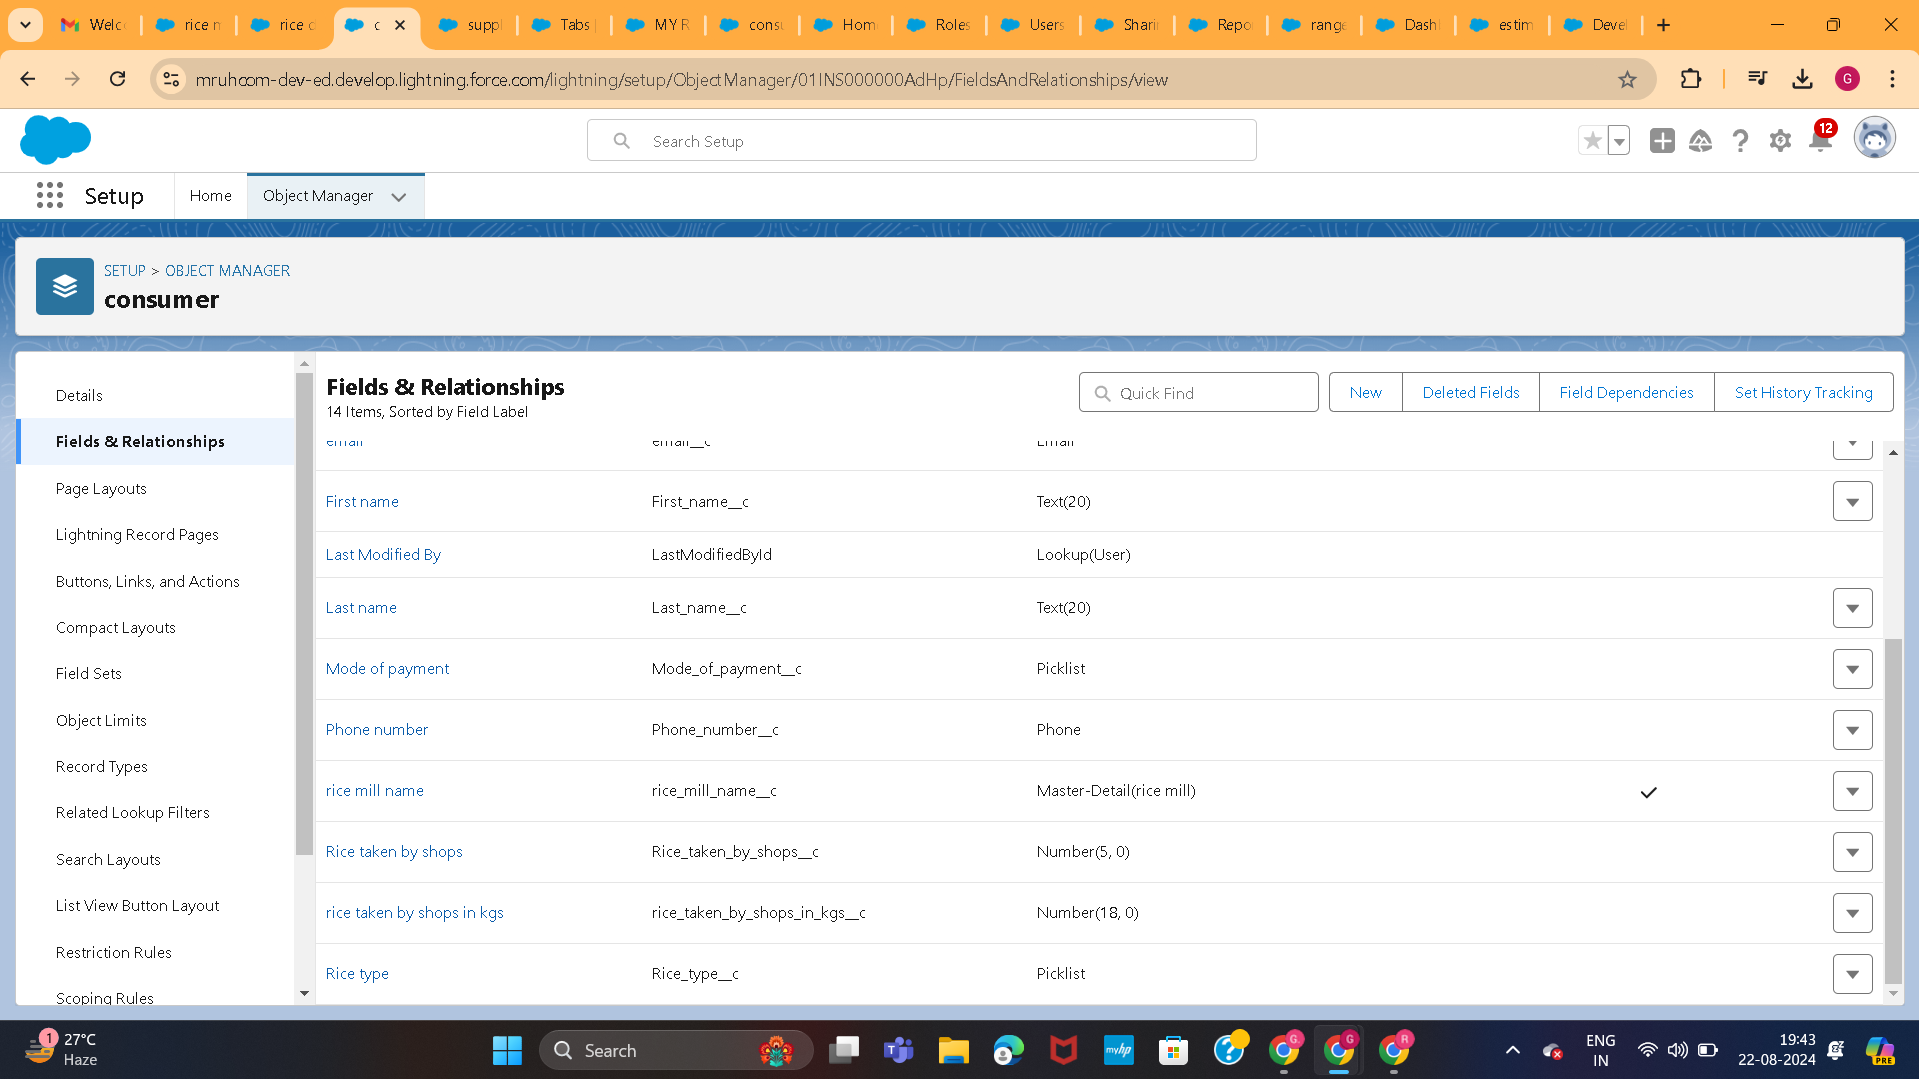 Welc
rice m
rice c
c
suppl
Tabs
MY R
consu
Hom
Roles
Users
Shari
Repo
range
Dash
estim
Devel
mruhcom-dev-ed.develop.lightning.force.com/lightning/setup/ObjectManager/01INS000000AdHp/FieldsAndRelationships/view
G
Search Setup
12
Setup
Home
Object Manager
SETUP > OBJECT MANAGER
consumer
Details
Fields & Relationships
Page Layouts
Lightning Record Pages
Buttons, Links, and Actions
Compact Layouts
Field Sets
Object Limits
Record Types
Related Lookup Filters
Search Layouts
List View Button Layout
Restriction Rules
Scoping Rules
Fields & Relationships
14 Items, Sorted by Field Label
Quick Find
New
Deleted Fields
Field Dependencies
Set History Tracking
email email__c Email
First name First_name__c Text(20)
Last Modified By LastModifiedById Lookup(User)
Last name Last_name__c Text(20)
Mode of payment Mode_of_payment__c Picklist
Phone number Phone_number__c Phone
rice mill name rice_mill_name__c Master-Detail(rice mill)
Rice taken by shops Rice_taken_by_shops__c Number(5, 0)
rice taken by shops in kgs rice_taken_by_shops_in_kgs__c Number(18, 0)
Rice type Rice_type__c Picklist
1
27°C
Haze
Search
myhp
G
G
R
ENG
IN
19:43
22-08-2024
PRE